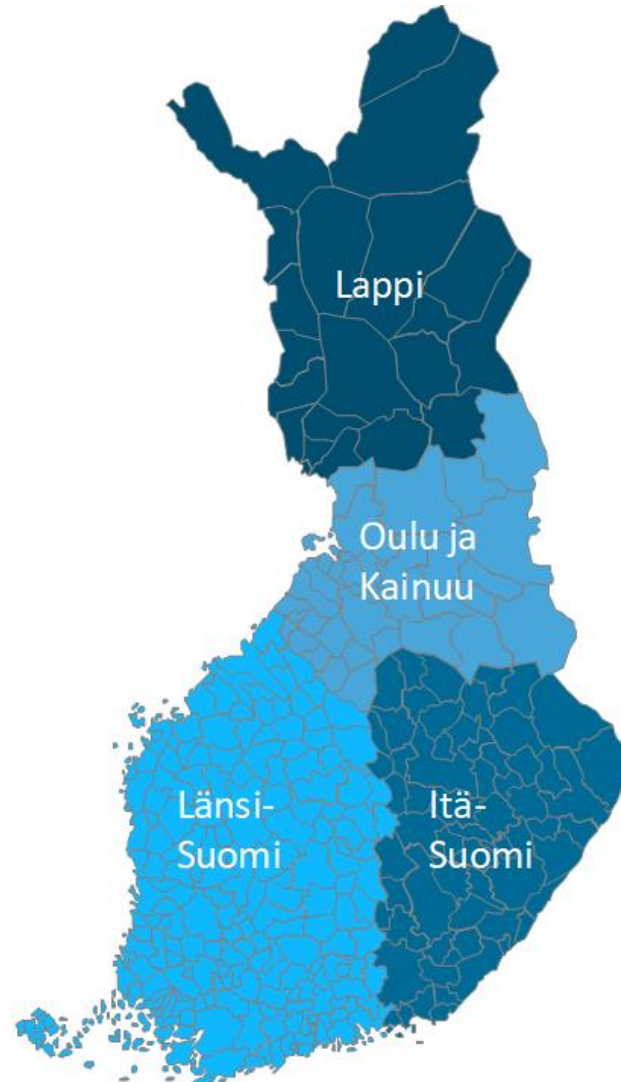 Lappi
Oulu ja
Kainuu
Länsi-
Suomi
Itä-
Suomi